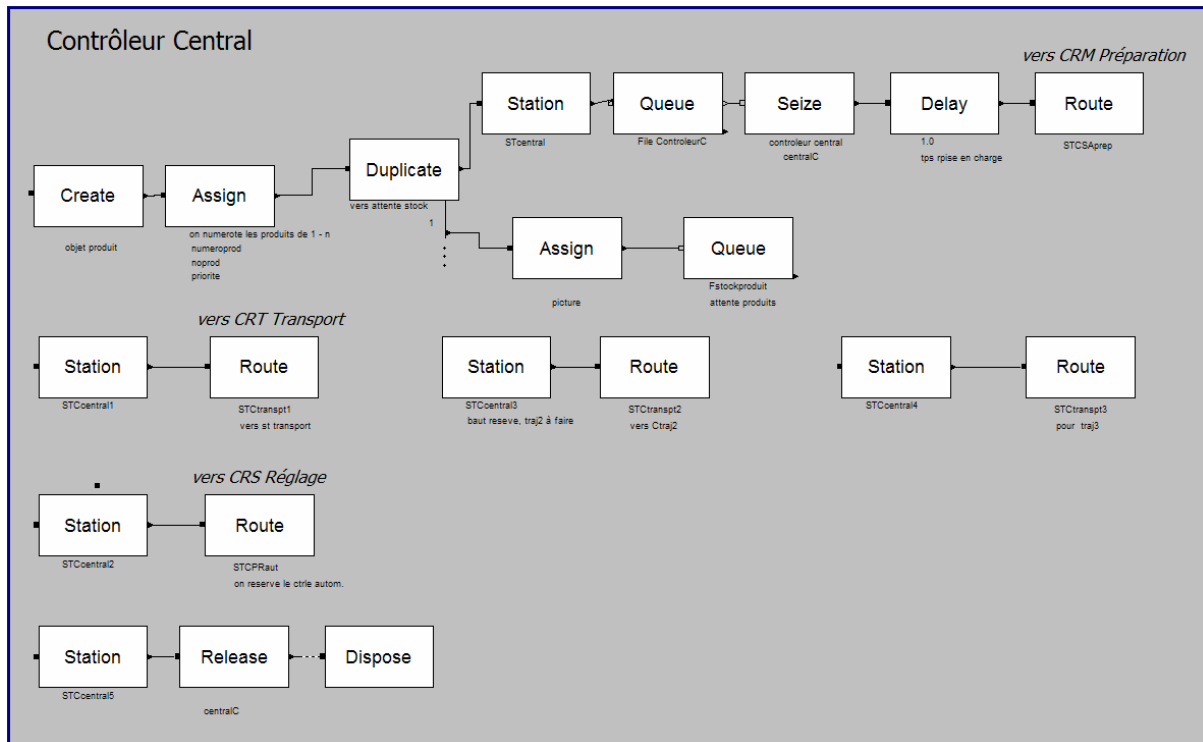 Contrôleur Central
vers CRM Préparation
Station
Queue
Seize
Delay
Route
STcentral
File ControleurC
controleur central
centralC
1.0
tps rpise en charge
STCSAprep
Duplicate
vers attente stock
1
Create
Assign
objet produit
on numerote les produits de 1 - n
numeroprod
noprod
priorite
Assign
Queue
picture
Fstockproduit
attente produits
vers CRT Transport
Station
Route
STCcentral1
STCtranspt1
vers st transport
Station
Route
STCcentral3
baut reseve, traj2 à faire
STCtranspt2
vers Ctraj2
Station
Route
STCcentral4
STCtranspt3
pour traj3
vers CRS Réglage
Station
Route
STCcentral2
STCPRaut
on reserve le ctrle autom.
Station
Release
Dispose
STCcentral5
centralC